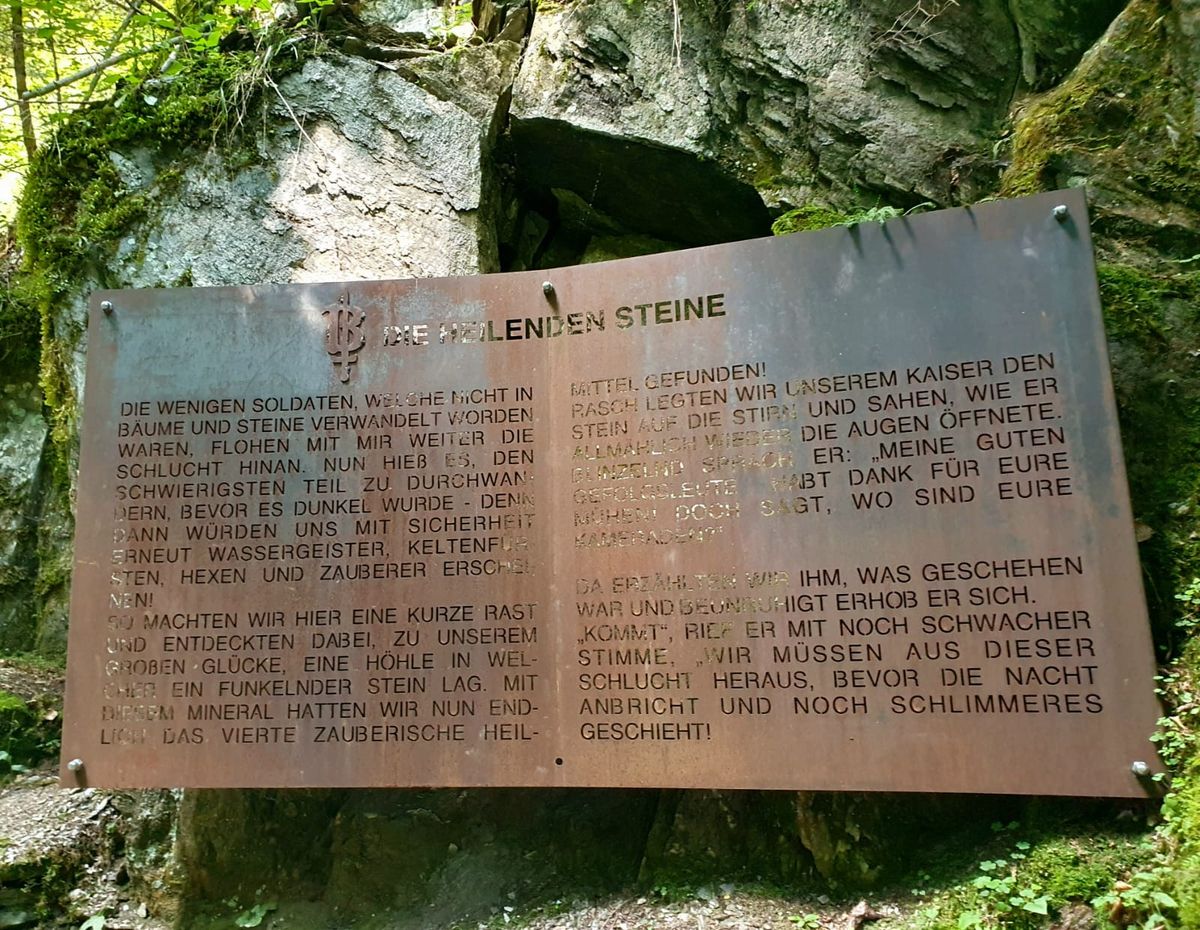 DIE HEILENDEN STEINE
DIE WENIGEN SOLDATEN, WELCHE NICHT IN
BÄUME UND STEINE VERWANDELT WORDEN
WAREN, FLOHEN MIT MIR WEITER DIE
SCHLUCHT HINAN. NUN HIEß ES, DEN
SCHWIERIGSTEN TEIL ZU DURCHWAN-
DERN, BEVOR ES DUNKEL WURDE - DENN
DANN WÜRDEN UNS MIT SICHERHEIT
ERNEUT WASSERGEISTER, KELTENFÜR-
STEN, HEXEN UND ZAUBERER ERSCHEI-
NEN!
SO MACHTEN WIR HIER EINE KURZE RAST
UND ENTDECKTEN DABEI, ZU UNSEREM
GROßEN GLÜCKE, EINE HÖHLE IN WEL-
CHER EIN FUNKELNDER STEIN LAG. MIT
DIESEM MINERAL HATTEN WIR NUN END-
LICH DAS VIERTE ZAUBERISCHE HEIL-
MITTEL GEFUNDEN!
RASCH LEGTEN WIR UNSEREM KAISER DEN
STEIN AUF DIE STIRN UND SAHEN, WIE ER
ALLMÄHLICH WIEDER DIE AUGEN ÖFFNETE.
BLINZELND SPRACH ER: „MEINE GUTEN
GEFOLGSLEUTE, HABT DANK FÜR EURE
MÜHEN! DOCH SAGT, WO SIND EURE
KAMERADEN?"
DA ERZÄHLTEN WIR IHM, WAS GESCHEHEN
WAR UND BEUNRUHIGT ERHOB ER SICH.
„KOMMT", RIEF ER MIT NOCH SCHWACHER
STIMME, „WIR MÜSSEN AUS DIESER
SCHLUCHT HERAUS, BEVOR DIE NACHT
ANBRICHT UND NOCH SCHLIMMERES
GESCHIEHT!